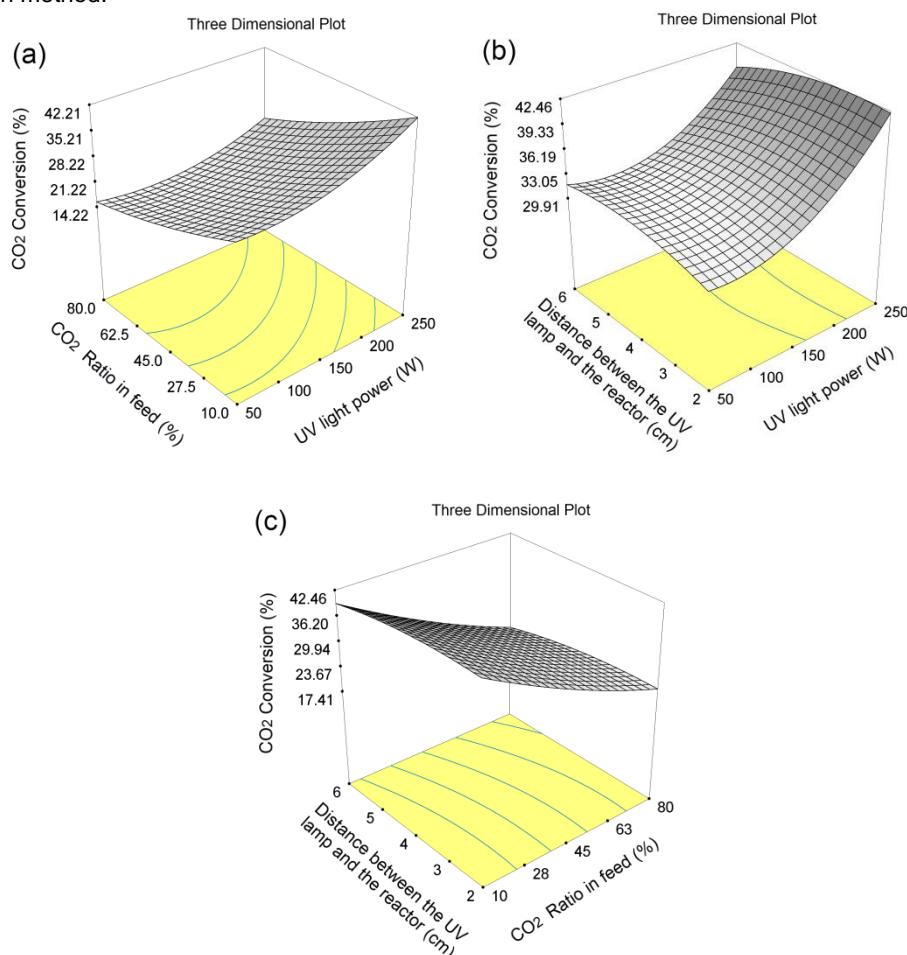 n method.
Three Dimensional Plot
(a)
CO2 Conversion (%)
42.21
35.21
28.22
21.22
14.22
80.0
62.5
45.0
27.5
10.0
CO2 Ratio in feed (%)
50
100
150
200
250
UV light power (W)
Three Dimensional Plot
(b)
CO2 Conversion (%)
42.46
39.33
36.19
33.05
29.91
6
5
4
3
2
Distance between the UV
lamp and the reactor (cm)
50
100
150
200
250
UV light power (W)
Three Dimensional Plot
(c)
CO2 Conversion (%)
42.46
36.20
29.94
23.67
17.41
6
5
4
3
2
Distance between the UV
lamp and the reactor (cm)
10
28
45
63
80
CO2 Ratio in feed (%)